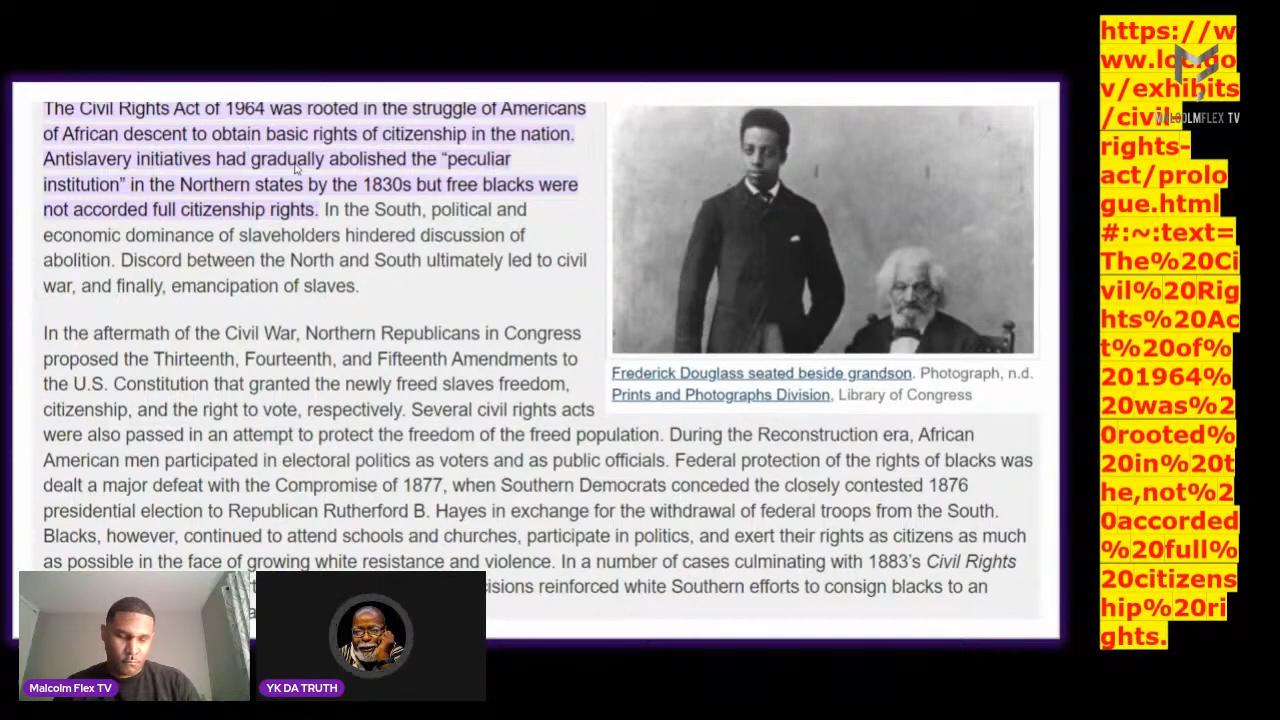 The Civil Rights Act of 1964 was rooted in the struggle of Americans
of African descent to obtain basic rights of citizenship in the nation.
Antislavery initiatives had gradually abolished the “peculiar
institution” in the Northern states by the 1830s but free blacks were
not accorded full citizenship rights. In the South, political and
economic dominance of slaveholders hindered discussion of
abolition. Discord between the North and South ultimately led to civil
war, and finally, emancipation of slaves.
In the aftermath of the Civil War, Northern Republicans in Congress
proposed the Thirteenth, Fourteenth, and Fifteenth Amendments to
the U.S. Constitution that granted the newly freed slaves freedom,
citizenship, and the right to vote, respectively. Several civil rights acts
were also passed in an attempt to protect the freedom of the freed population. During the Reconstruction era, African
American men participated in electoral politics as voters and as public officials. Federal protection of the rights of blacks was
dealt a major defeat with the Compromise of 1877, when Southern Democrats conceded the closely contested 1876
presidential election to Republican Rutherford B. Hayes in exchange for the withdrawal of federal troops from the South.
Blacks, however, continued to attend schools and churches, participate in politics, and exert their rights as citizens as much
as possible in the face of growing white resistance and violence. In a number of cases culminating with 1883’s Civil Rights
reinforced white Southern efforts to consign blacks to an
Frederick Douglass seated beside grandson. Photograph, n.d.
Prints and Photographs Division, Library of Congress
Malcolm Flex TV
YK DA TRUTH
https://w
ww.loc.go
v/exhibits
/civil-
rights-
act/prolo
gue.html
#:~:text=
The%20Ci
vil%20Rig
hts%20Ac
t%20of%
201964%
20was%2
0rooted%
20in%20t
he,not%2
0accorded
%20full%
20citizens
hip%20ri
ghts.
MALCOLMFLEX TV